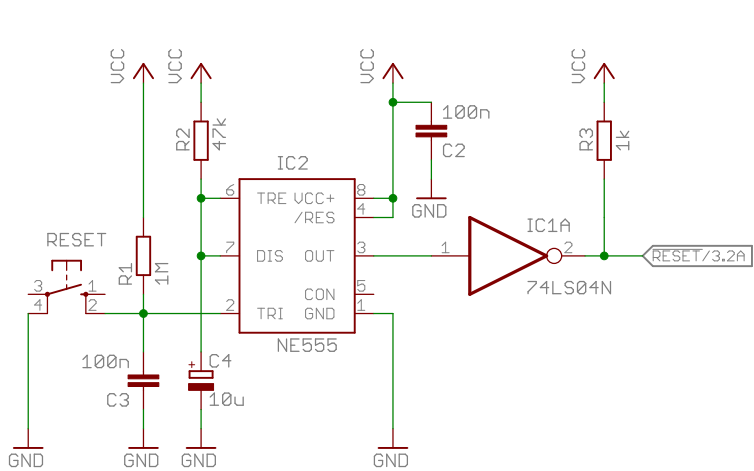 VCC
VCC
VCC
VCC
100n
C2
GND
R2
47k
R3
1k
IC2
6
TRE
VCC+
8
/RES
4
7
DIS
OUT
3
CON
5
2
TRI
GND
1
NE555
IC1A
1
2
74LS04N
RESET/3.2A
RESET
3
1
4
2
R1
1M
100n
C3
+
C4
10u
GND
GND
GND
GND